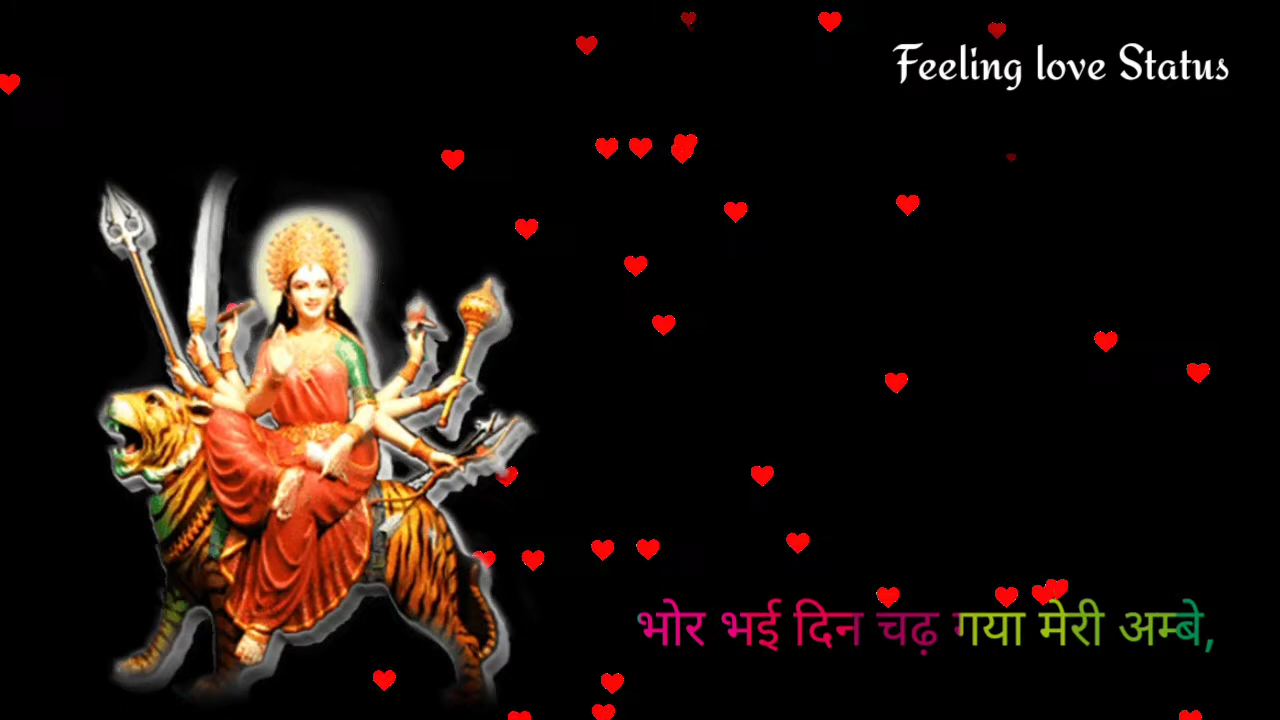 Feeling love Status
भोर भई दिन चढ़ गया मेरी अम्बे,